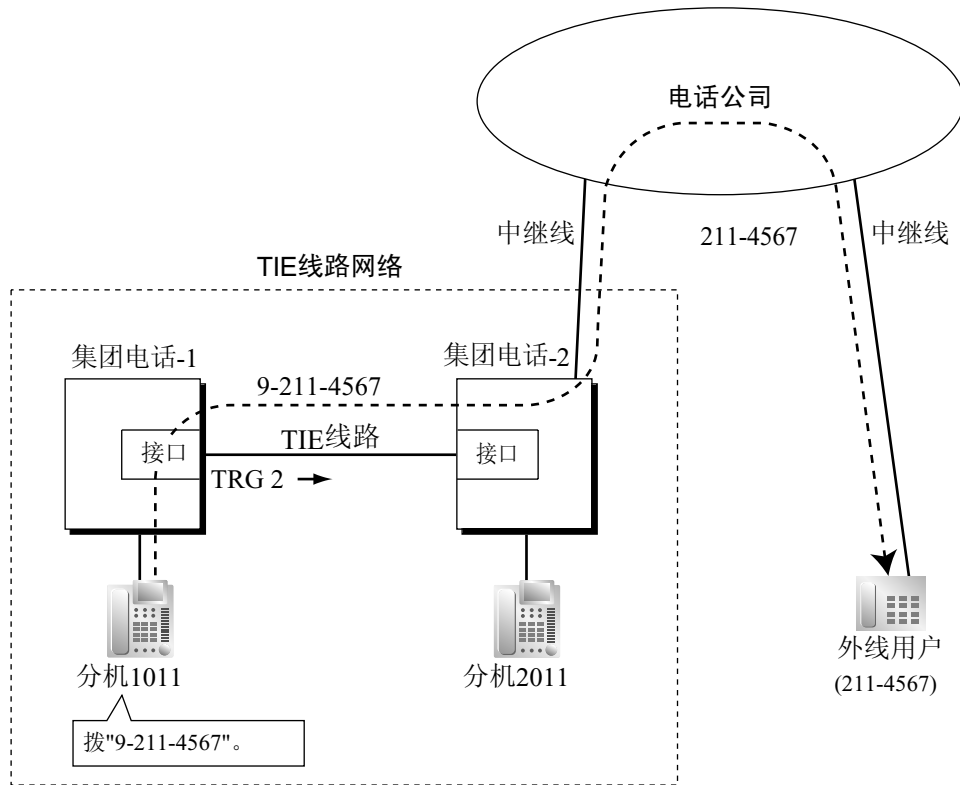 电话公司
中继线
211-4567
中继线
TIE线路网络
集团电话-1
集团电话-2
9-211-4567
接口
TIE线路
接口
TRG 2
分机1011
分机2011
外线用户
(211-4567)
拨"9-211-4567"。